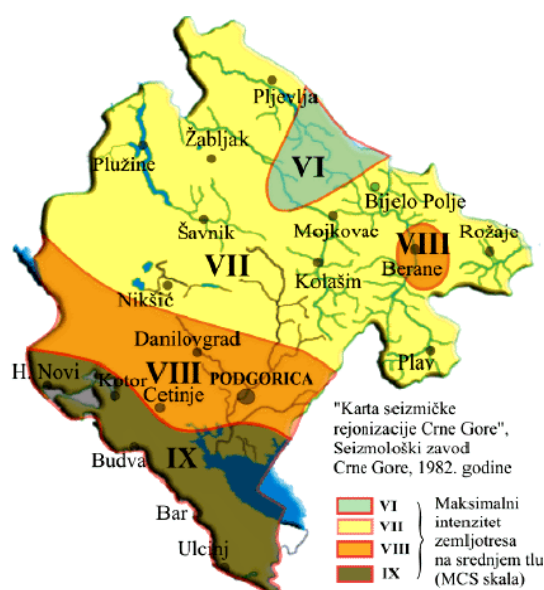 Pljevlja
Žabljak
Plužine
VI
Bijelo Polje
Šavnik
Mojkovac
VIII
Rožaje
VII
Berane
Kolašin
Nikšić
Danilovgrad
Plav
H. Novi
Kotor
VIII
PODGORICA
Cetinje
Budva
IX
Bar
Ulcinj
"Karta seizmičke
rejonizacije Crne Gore",
Seizmološki zavod
Crne Gore, 1982. godine
VI
VII
VIII
IX
Maksimalni
intenzitet
zemljotresa
na srednjem tlu
(MCS skala)